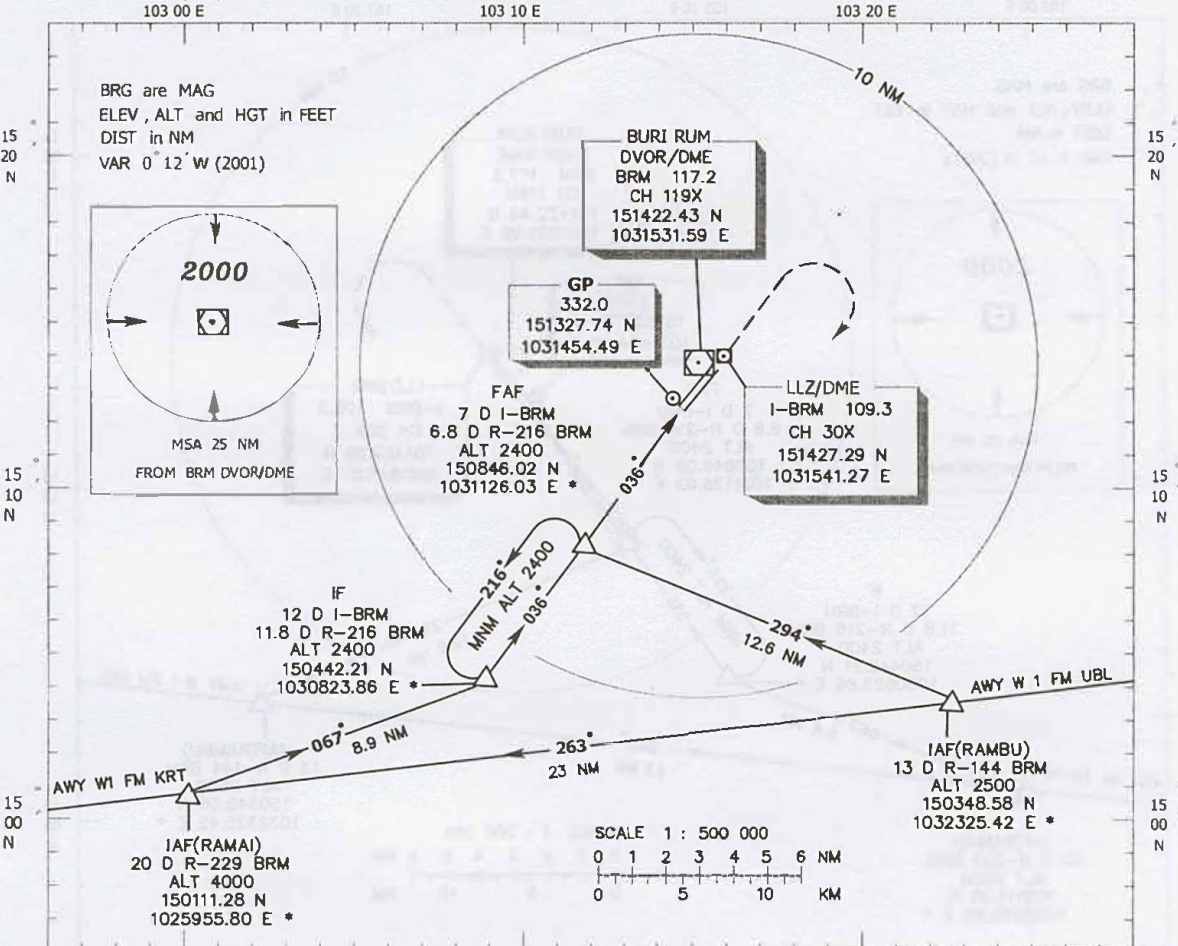 103 00 E
103 10 E
103 20 E
BRG are MAG
ELEV, ALT and HGT in FEET
DIST in NM
VAR 0° 12' W (2001)
15
20
N
15
20
N
10 NM
BURI RUM
DVOR/DME
BRM 117.2
CH 119X
151422.43 N
1031531.59 E
2000
MSA 25 NM
FROM BRM DVOR/DME
GP
332.0
151327.74 N
1031454.49 E
LLZ/DME
I-BRM 109.3
CH 30X
151427.29 N
1031541.27 E
FAF
7 D I-BRM
6.8 D R-216 BRM
ALT 2400
150846.02 N
1031126.03 E *
036°
15
10
N
15
10
N
216°
MNM ALT 2400
036°
IF
12 D I-BRM
11.8 D R-216 BRM
ALT 2400
150442.21 N
1030823.86 E *
294°
12.6 NM
AWY W 1 FM UBL
067°
8.9 NM
263°
23 NM
AWY W1 FM KRT
IAF(RAMBU)
13 D R-144 BRM
ALT 2500
150348.58 N
1032325.42 E *
15
00
N
15
00
N
IAF(RAMAI)
20 D R-229 BRM
ALT 4000
150111.28 N
1025955.80 E *
SCALE 1 : 500 000
0 1 2 3 4 5 6 NM
0 5 10 KM